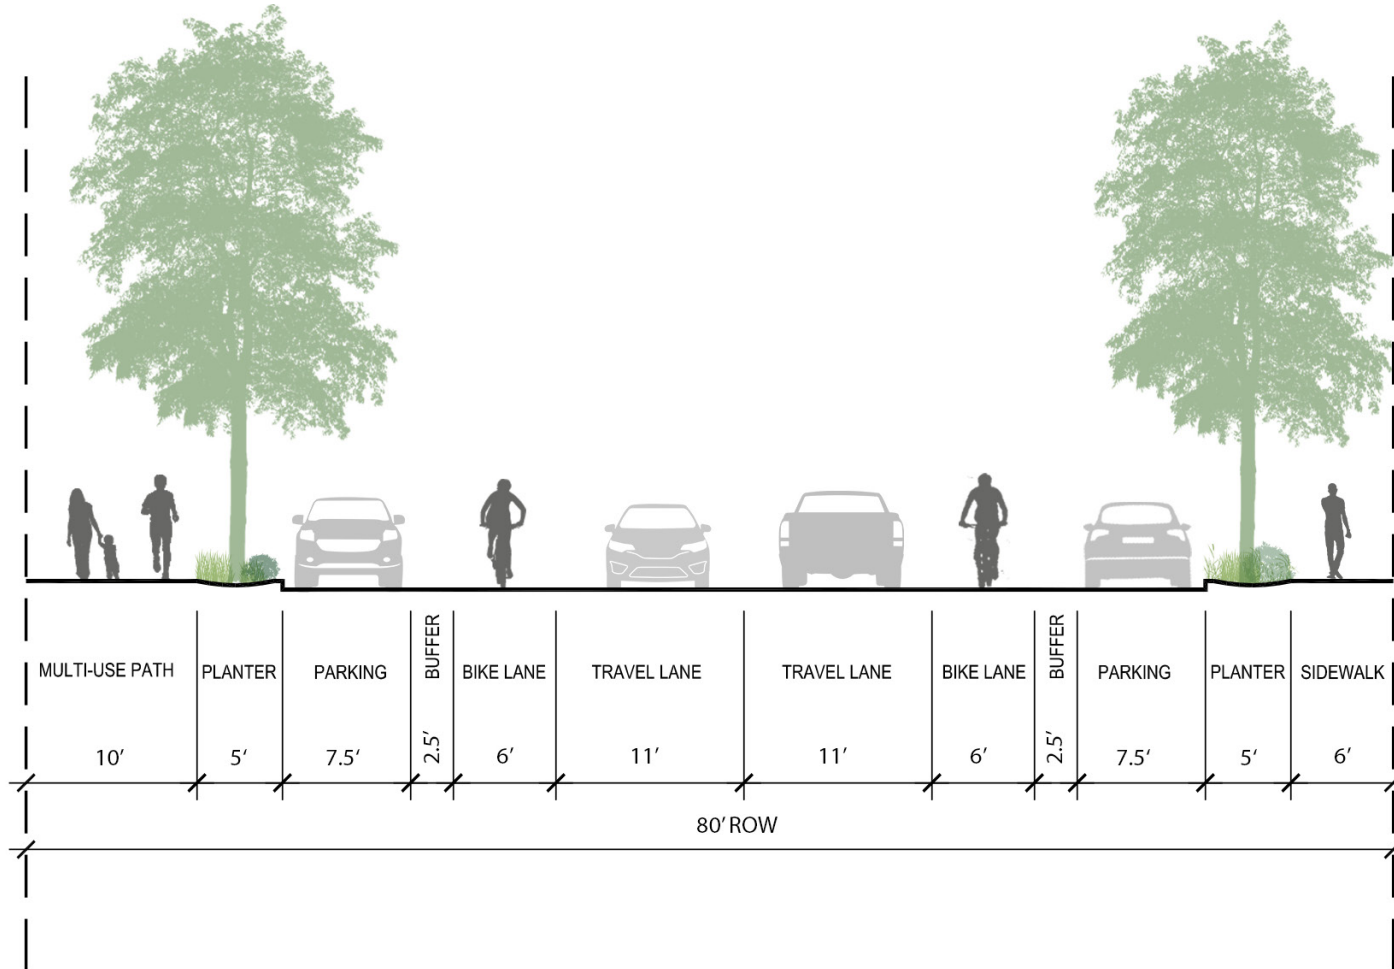 MULTI-USE PATH PLANTER PARKING BUFFER BIKE LANE TRAVEL LANE TRAVEL LANE BIKE LANE BUFFER PARKING PLANTER SIDEWALK
10′ 5‘ 7.5‘ 2.5′ 6′ 11′ 11′ 6′ 2.5′ 7.5‘ 5‘ 6′
80′ ROW